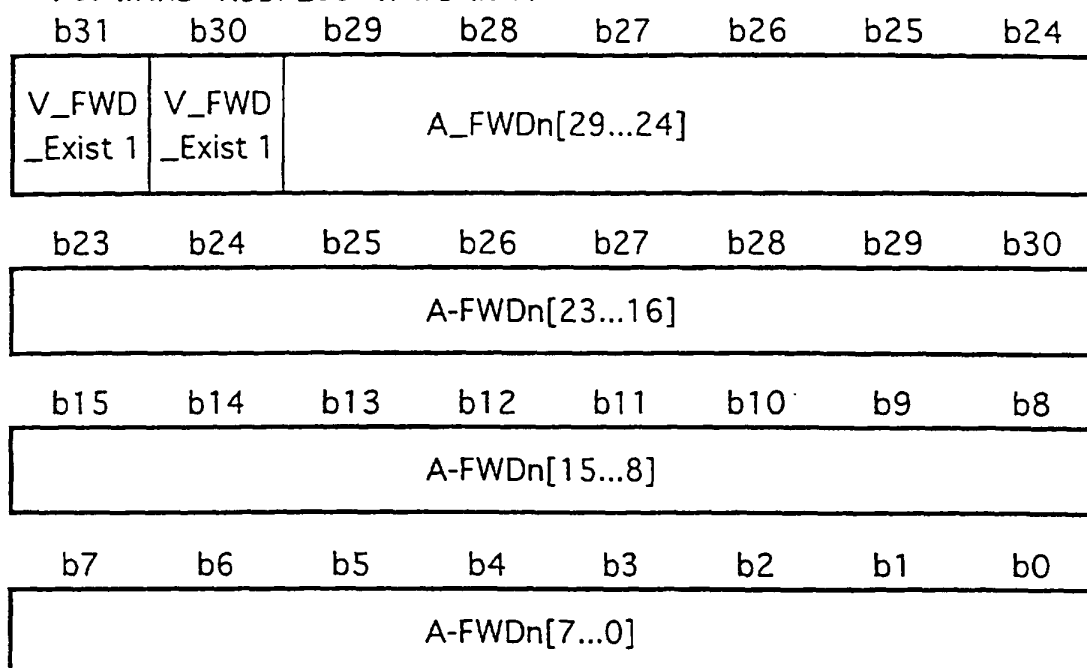 b31 b30 b29 b28 b27 b26 b25 b24
V_FWD V_FWD
_Exist 1 _Exist 1
A_FWDn[29...24]
b23 b24 b25 b26 b27 b28 b29 b30
A-FWDn[23...16]
b15 b14 b13 b12 b11 b10 b9 b8
A-FWDn[15...8]
b7 b6 b5 b4 b3 b2 b1 b0
A-FWDn[7...0]